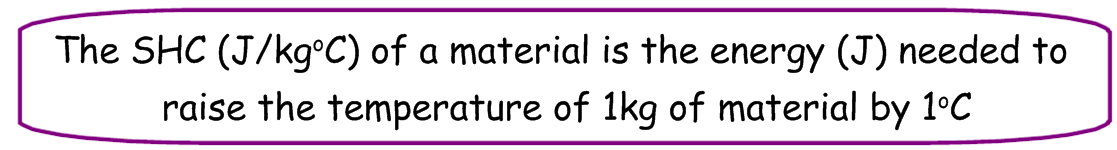 The SHC (J/kg°C) of a material is the energy (J) needed to
raise the temperature of 1kg of material by 1°C